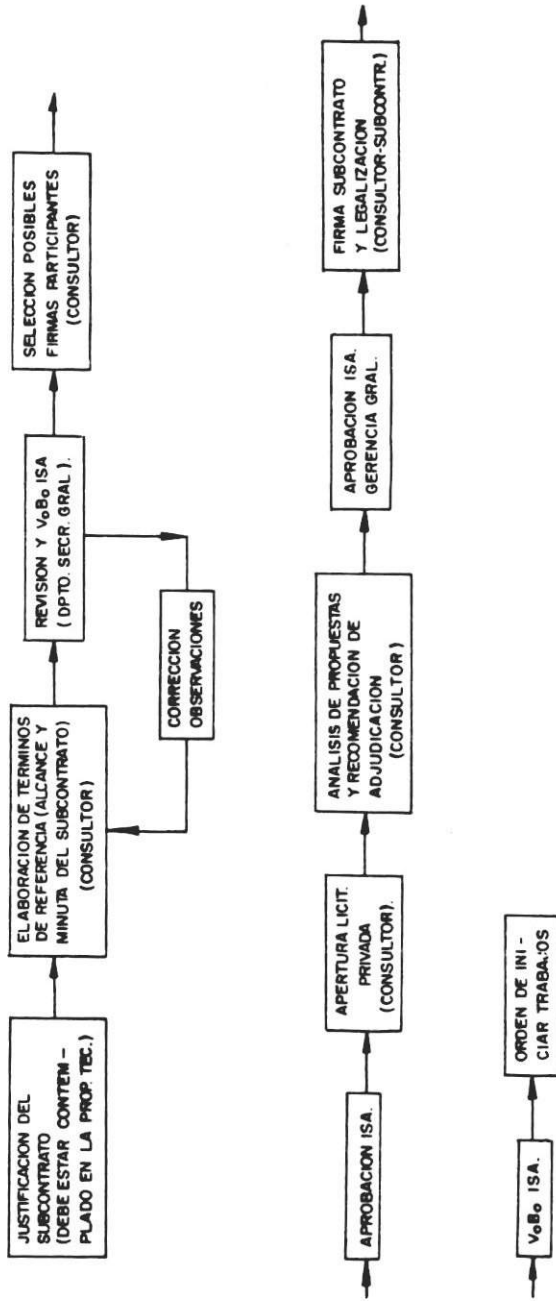 JUSTIFICACION DEL
SUBCONTRATO
(DEBE ESTAR CONTEM-
PLADO EN LA PROP. TEC.)
ELABORACION DE TERMINOS
DE REFERENCIA (ALCANCE Y
MINUTA DEL SUBCONTRATO)
(CONSULTOR)
REVISION Y VoBo ISA
(DPTO. SECR. GRAL).
CORRECCION
OBSERVACIONES
SELECCION POSIBLES
FIRMAS PARTICIPANTES
(CONSULTOR)
APROBACION ISA.
APERTURA LICIT.
PRIVADA
(CONSULTOR).
ANALISIS DE PROPUESTAS
Y RECOMENDACION DE
ADJUDICACION
(CONSULTOR)
APROBACION ISA.
GERENCIA GRAL.
FIRMA SUBCONTRATO
Y LEGALIZACION
(CONSULTOR-SUBCONTR.)
VoBo ISA.
ORDEN DE INI-
CIAR TRABAJOS